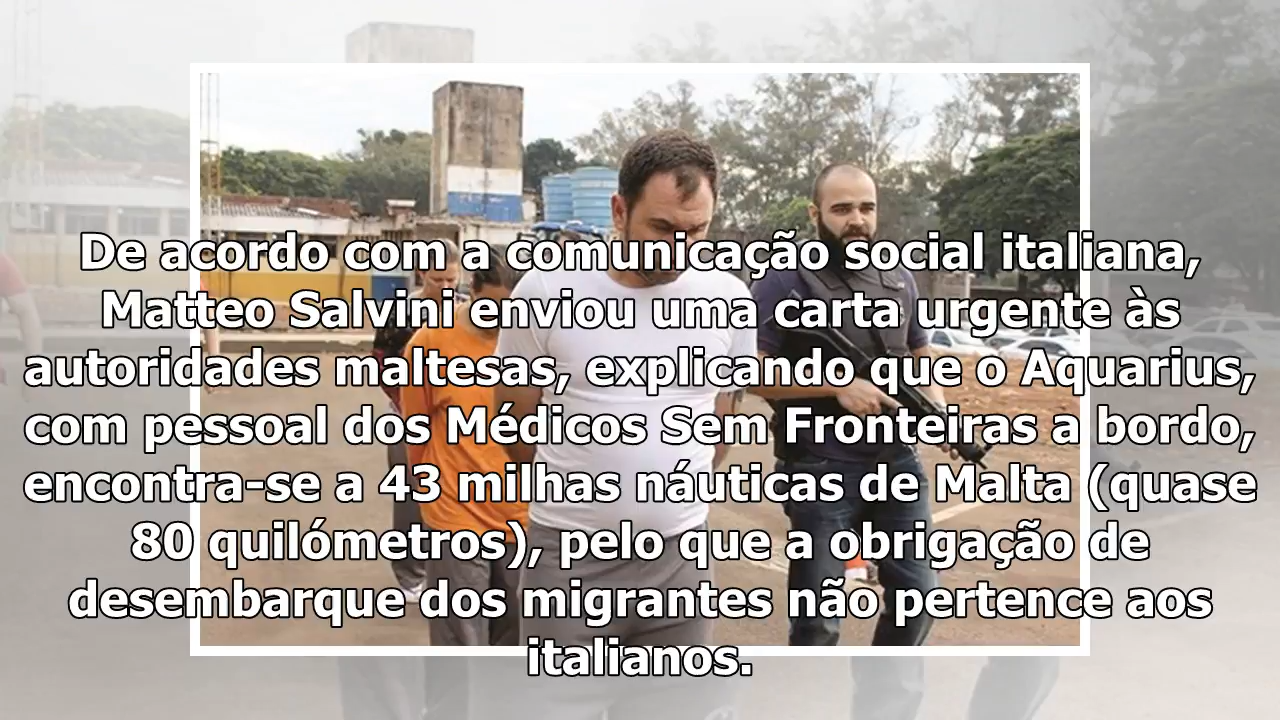 De acordo com a comunicação social italiana,
Matteo Salvini enviou uma carta urgente às
autoridades maltesas, explicando que o Aquarius,
com pessoal dos Médicos Sem Fronteiras a bordo,
encontra-se a 43 milhas náuticas de Malta (quase
80 quilómetros), pelo que a obrigação de
desembarque dos migrantes não pertence aos
italianos.